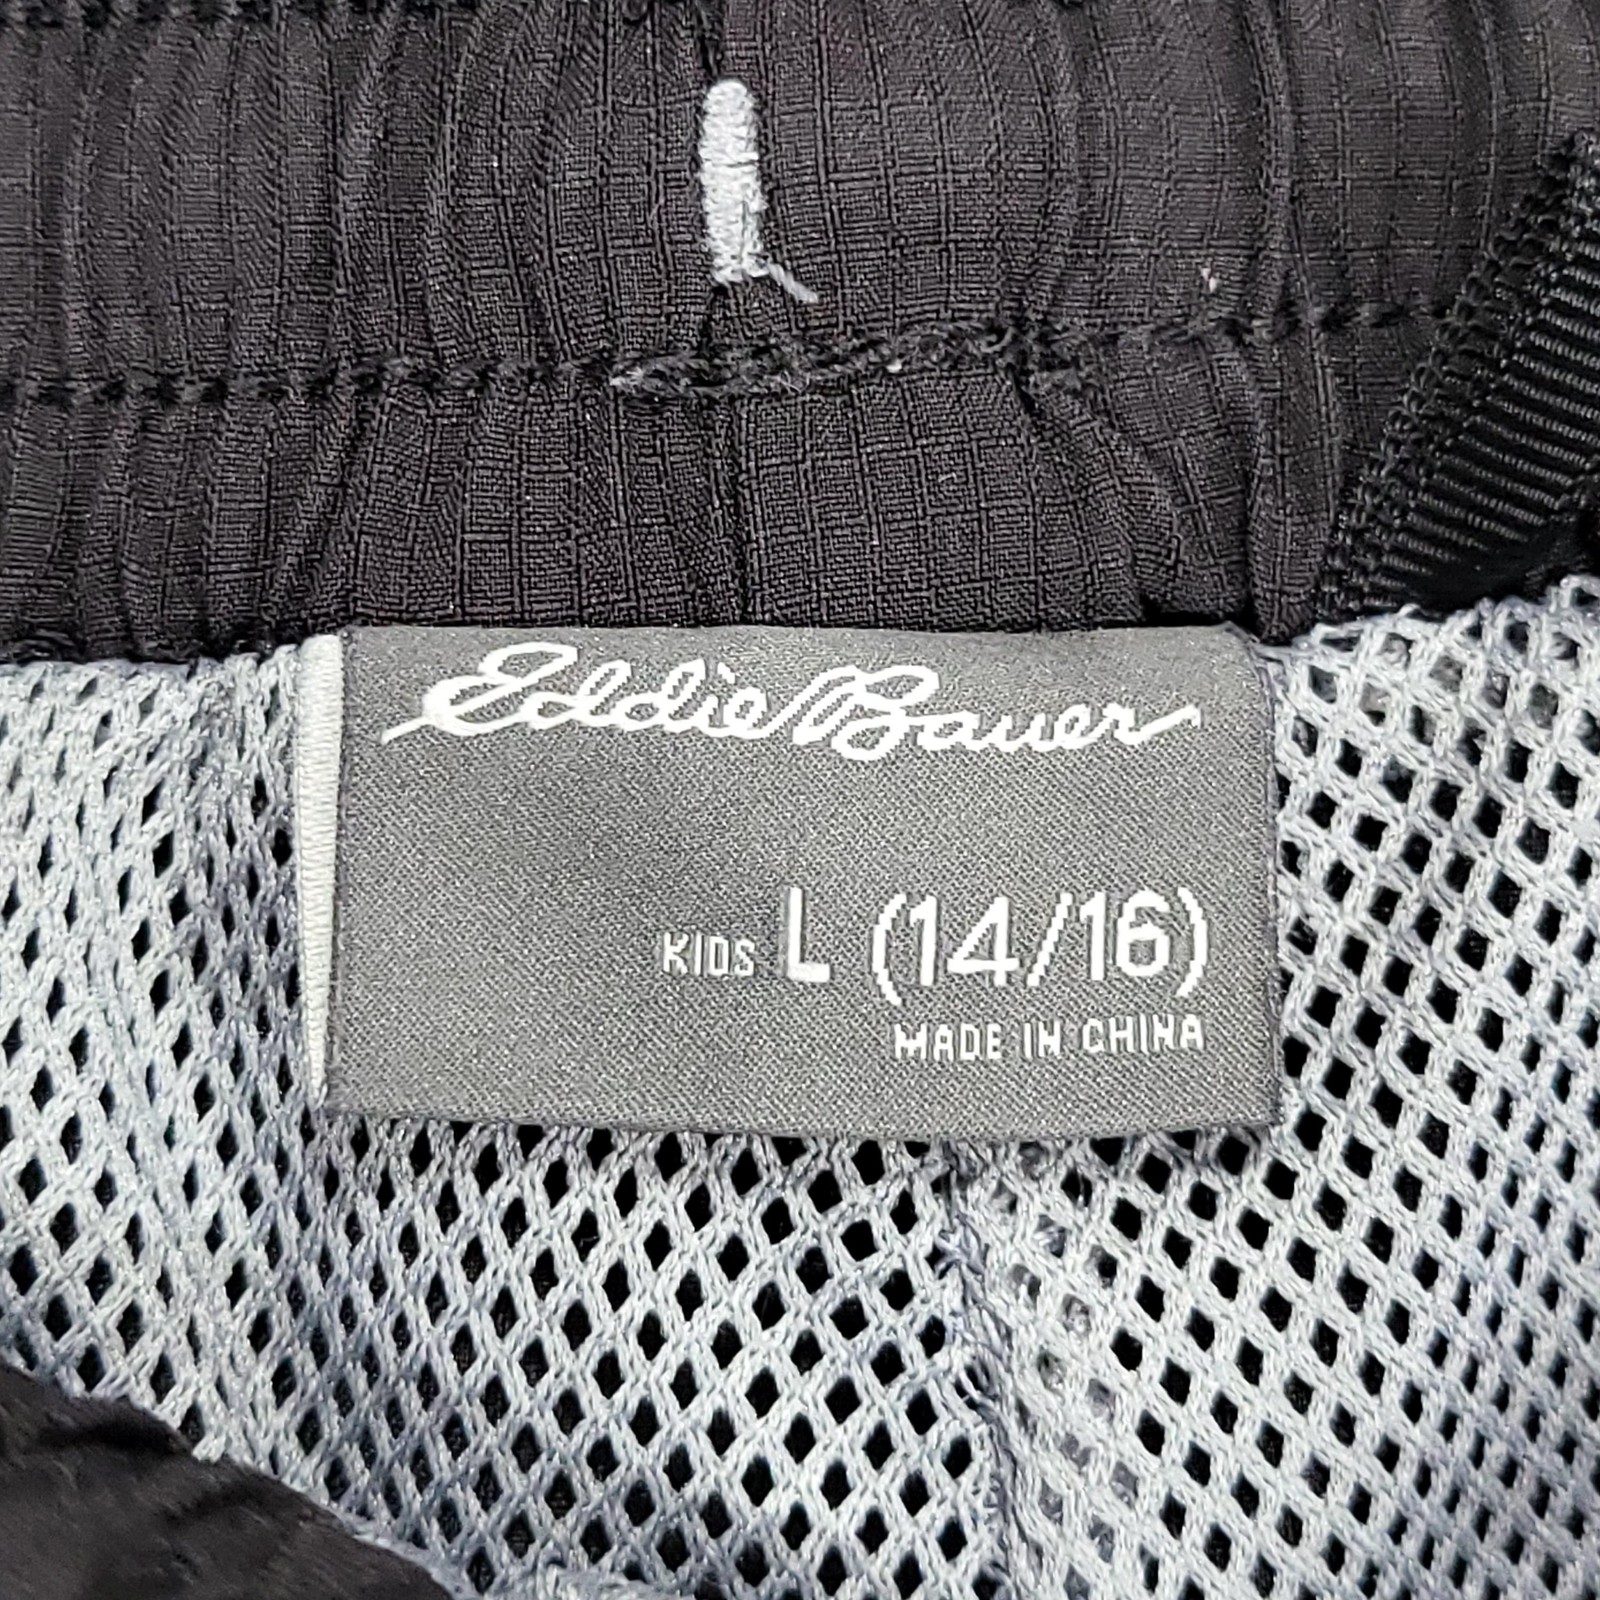 Eddie Bauer
KIDS L (14/16)
MADE IN CHINA